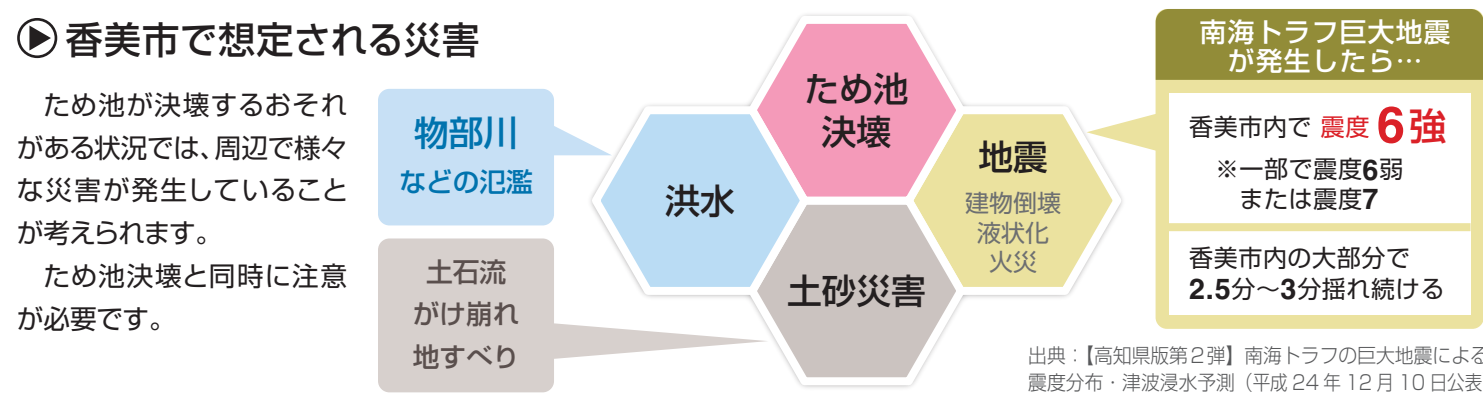 香美市で想定される災害
ため池が決壊するおそれ
がある状況では、周辺で様々
な災害が発生していること
が考えられます。
ため池決壊と同時に注意
が必要です。
物部川
などの氾濫
土石流
がけ崩れ
地すべり
ため池
決壊
洪水
地震
建物倒壊
液状化
火災
土砂災害
南海トラフ巨大地震
が発生したら…
香美市内で 震度6強
※一部で震度6弱
または震度7
香美市内の大部分で
2.5分～3分揺れ続ける
出典：【高知県版第2弾】南海トラフの巨大地震による
震度分布・津波浸水予測（平成24年12月10日公表